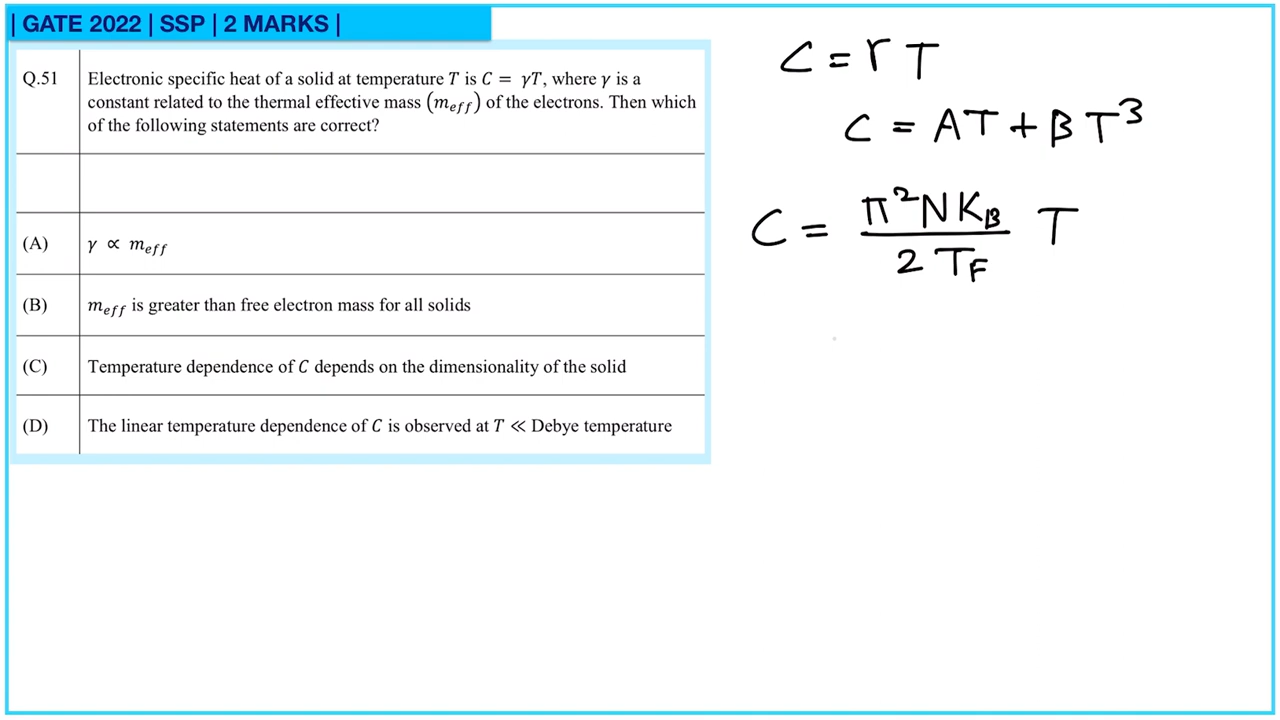 | GATE 2022 | SSP | 2 MARKS |
Q.51 Electronic specific heat of a solid at temperature T is C = γT, where γ is a
constant related to the thermal effective mass (m_eff) of the electrons. Then which
of the following statements are correct?
(A) γ ∝ m_eff
(B) m_eff is greater than free electron mass for all solids
(C) Temperature dependence of C depends on the dimensionality of the solid
(D) The linear temperature dependence of C is observed at T ≪ Debye temperature
C = γT
C = AT + βT³
C = π²NK_B / 2T_F T